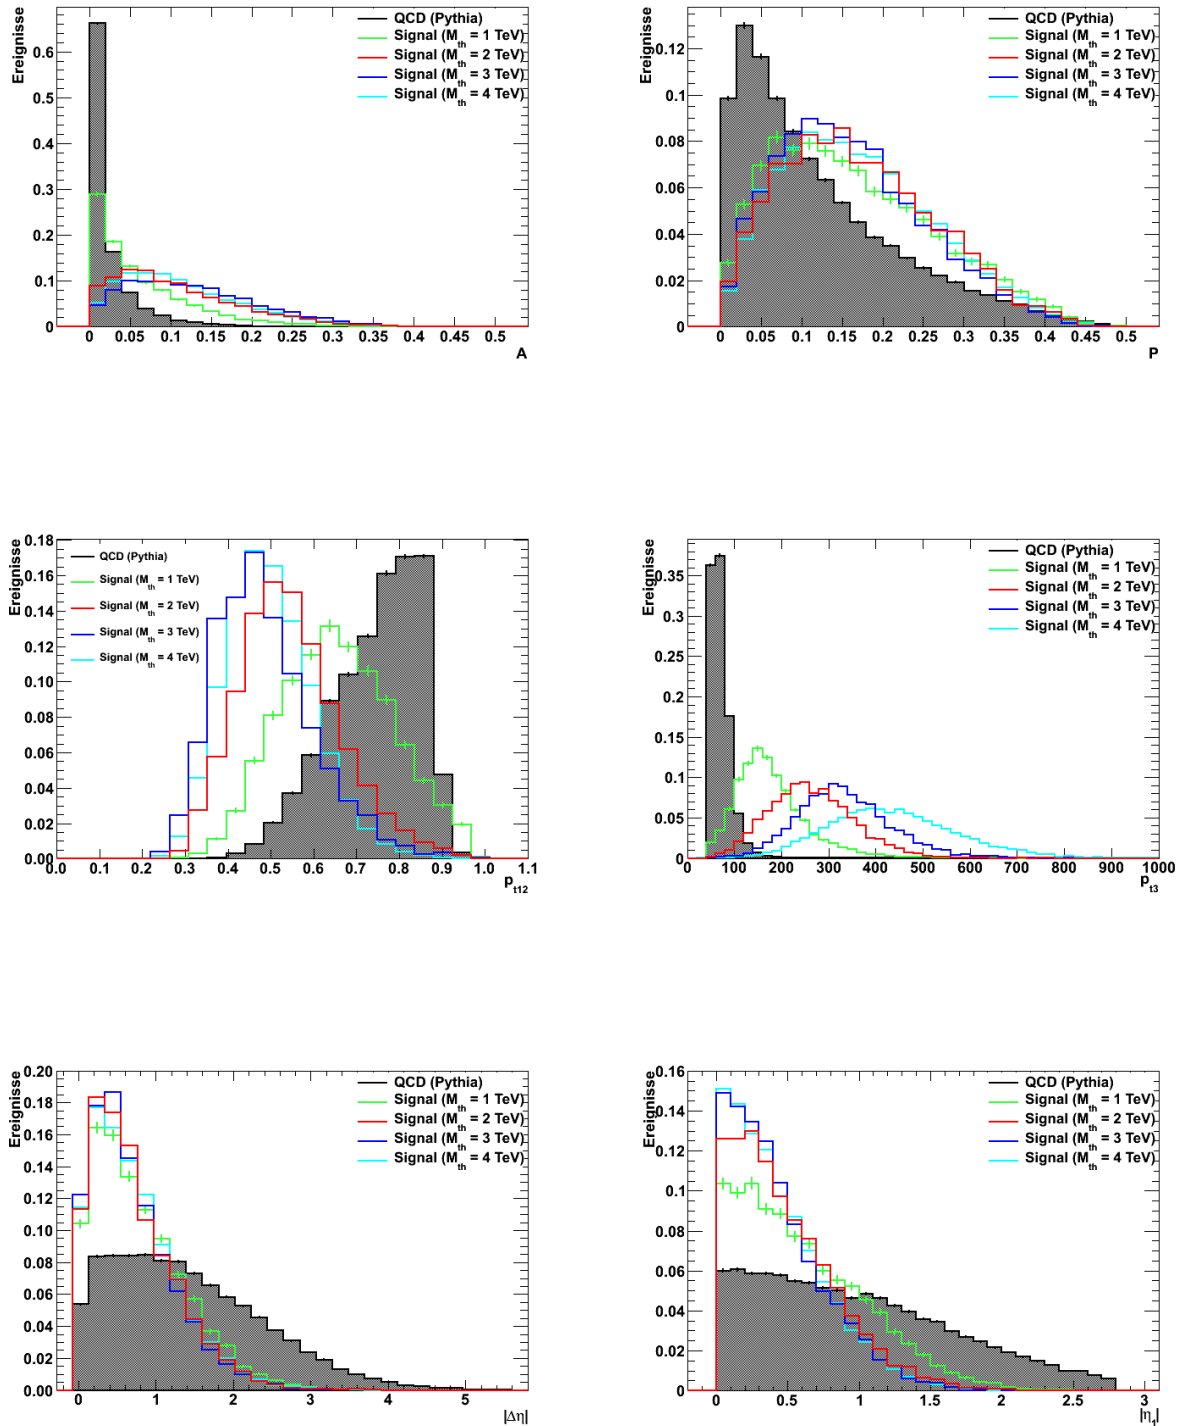 Ereignisse
QCD (Pythia)
Signal (M_th = 1 TeV)
Signal (M_th = 2 TeV)
Signal (M_th = 3 TeV)
Signal (M_th = 4 TeV)
0.6
0.5
0.4
0.3
0.2
0.1
0
0.0 0.05 0.1 0.15 0.2 0.25 0.3 0.35 0.4 0.45 0.5
A
Ereignisse
QCD (Pythia)
Signal (M_th = 1 TeV)
Signal (M_th = 2 TeV)
Signal (M_th = 3 TeV)
Signal (M_th = 4 TeV)
0.12
0.1
0.08
0.06
0.04
0.02
0
0 0.05 0.1 0.15 0.2 0.25 0.3 0.35 0.4 0.45 0.5
P
Ereignisse
QCD (Pythia)
Signal (M_th = 1 TeV)
Signal (M_th = 2 TeV)
Signal (M_th = 3 TeV)
Signal (M_th = 4 TeV)
0.18
0.16
0.14
0.12
0.10
0.08
0.06
0.04
0.02
0.00
0.0 0.1 0.2 0.3 0.4 0.5 0.6 0.7 0.8 0.9 1.0 1.1
p_t12
Ereignisse
QCD (Pythia)
Signal (M_th = 1 TeV)
Signal (M_th = 2 TeV)
Signal (M_th = 3 TeV)
Signal (M_th = 4 TeV)
0.35
0.3
0.25
0.2
0.15
0.1
0.05
0
0 100 200 300 400 500 600 700 800 900 1000
p_t3
Ereignisse
QCD (Pythia)
Signal (M_th = 1 TeV)
Signal (M_th = 2 TeV)
Signal (M_th = 3 TeV)
Signal (M_th = 4 TeV)
0.20
0.18
0.16
0.14
0.12
0.10
0.08
0.06
0.04
0.02
0.00
0 1 2 3 4 5
|Δη|
Ereignisse
QCD (Pythia)
Signal (M_th = 1 TeV)
Signal (M_th = 2 TeV)
Signal (M_th = 3 TeV)
Signal (M_th = 4 TeV)
0.16
0.14
0.12
0.1
0.08
0.06
0.04
0.02
0
0 0.5 1 1.5 2 2.5 3
|η_1|